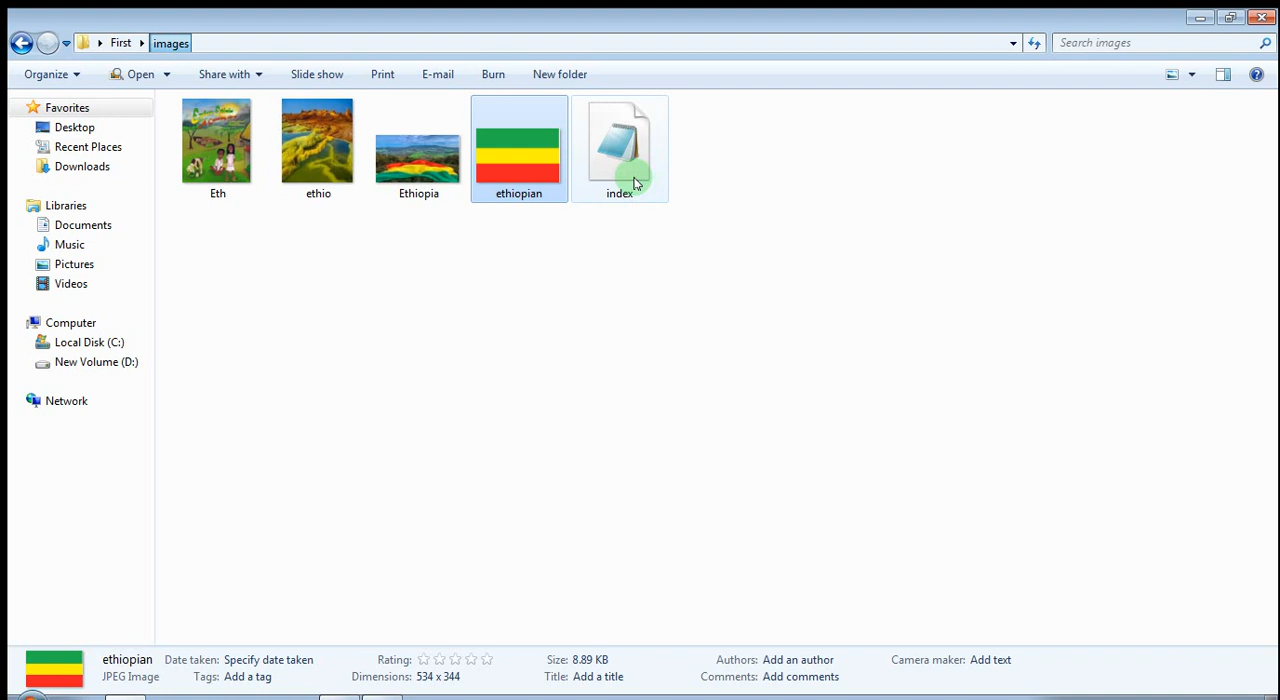 First images
Search images
Organize Open Share with Slide show Print E-mail Burn New folder
Favorites
Desktop
Recent Places
Downloads
Libraries
Documents
Music
Pictures
Videos
Computer
Local Disk (C:)
New Volume (D:)
Network
Eth ethio Ethiopia ethiopian index
ethiopian Date taken: Specify date taken Rating: Size: 8.89 KB Authors: Add an author Camera maker: Add text
JPEG Image Tags: Add a tag Dimensions: 534 x 344 Title: Add a title Comments: Add comments